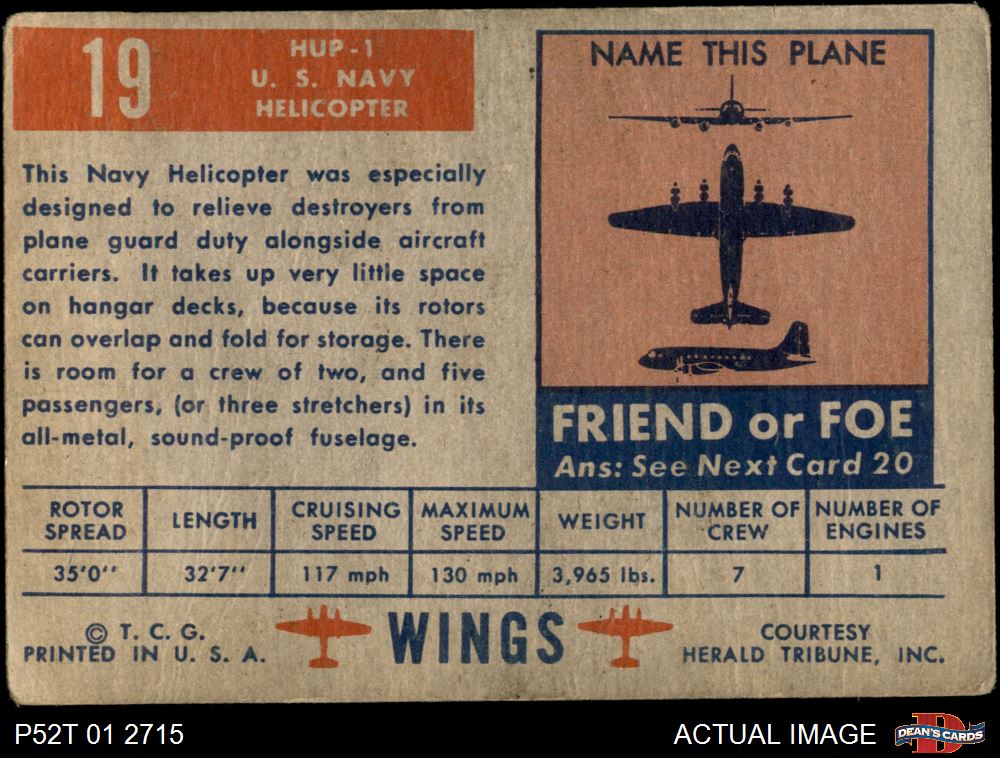 19
HUP-1
U. S. NAVY
HELICOPTER
This Navy Helicopter was especially
designed to relieve destroyers from
plane guard duty alongside aircraft
carriers. It takes up very little space
on hangar decks, because its rotors
can overlap and fold for storage. There
is room for a crew of two, and five
passengers, (or three stretchers) in its
all-metal, sound-proof fuselage.
NAME THIS PLANE
FRIEND or FOE
Ans: See Next Card 20
ROTOR SPREAD LENGTH CRUISING SPEED MAXIMUM SPEED WEIGHT NUMBER OF CREW NUMBER OF ENGINES
35'0" 32'7" 117 mph 130 mph 3,965 lbs. 7 1
© T. C. G.
PRINTED IN U. S. A.
WINGS
COURTESY
HERALD TRIBUNE, INC.
P52T 01 2715
ACTUAL IMAGE
D
DEAN'S CARDS